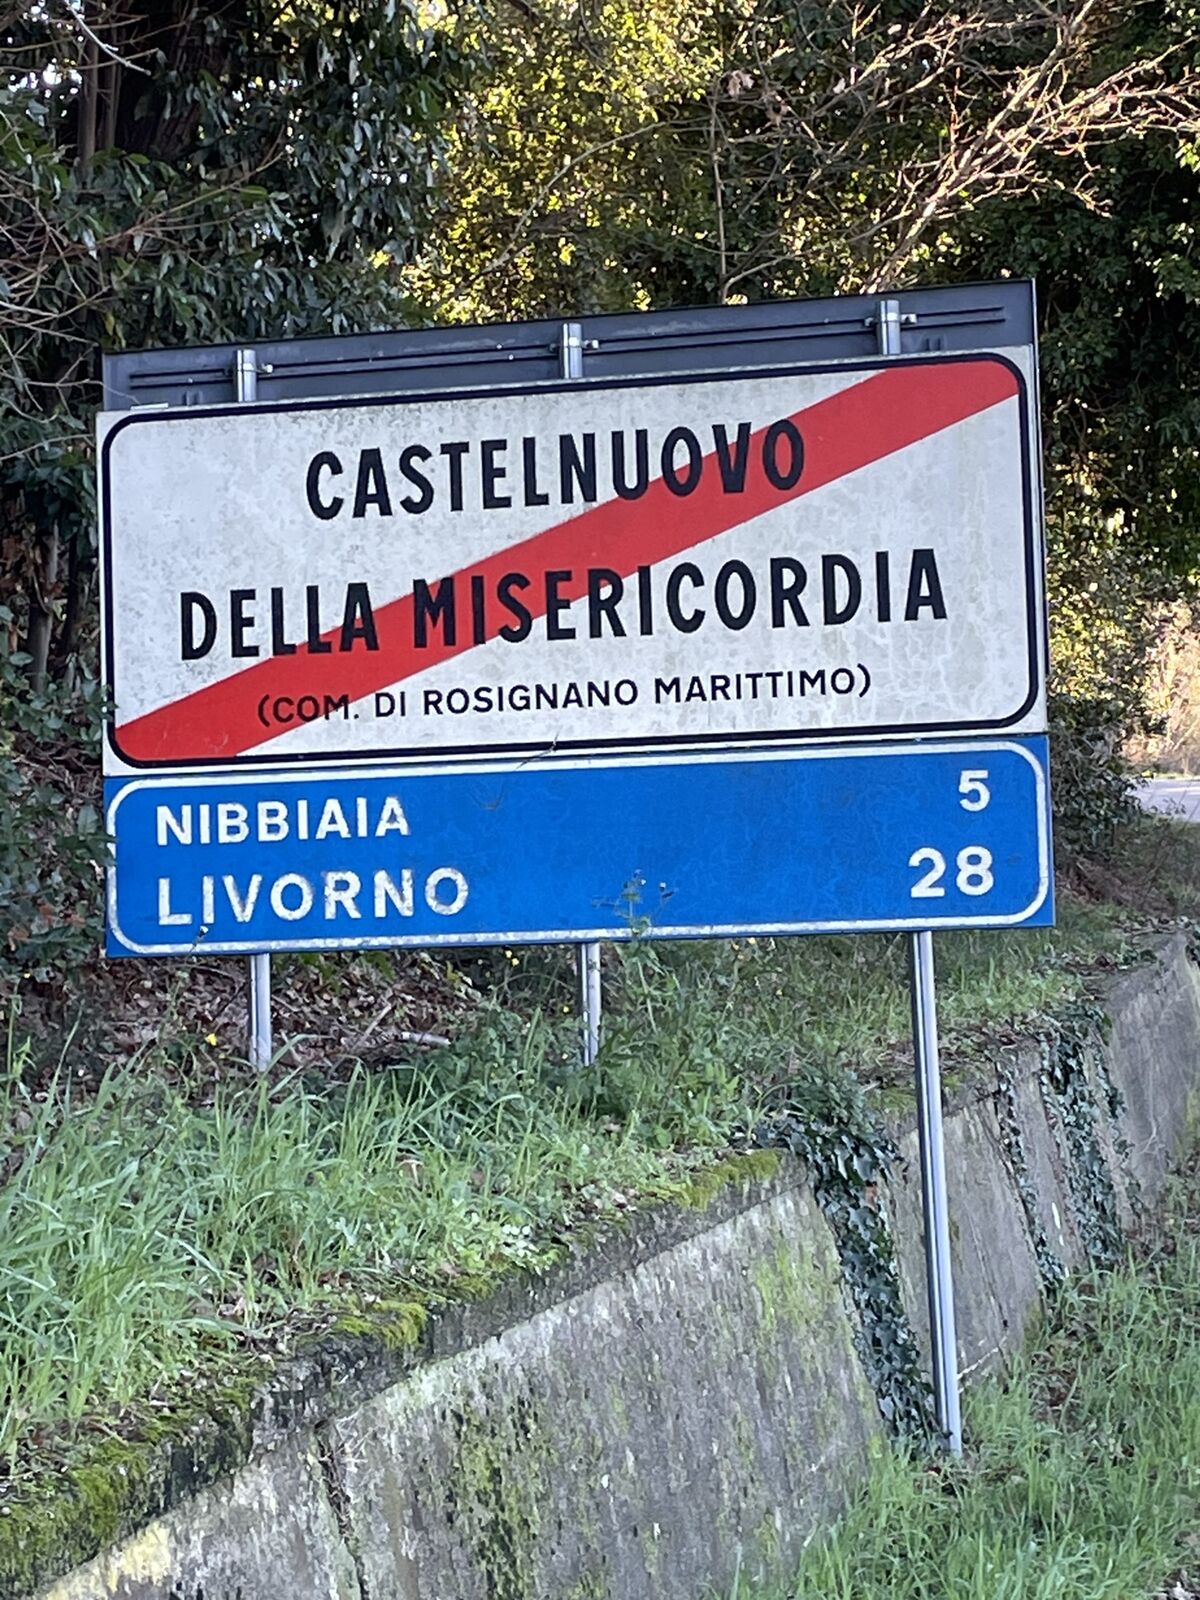 CASTELNUOVO
DELLA MISERICORDIA
(COM. DI ROSIGNANO MARITTIMO)
NIBBIAIA 5
LIVORNO 28